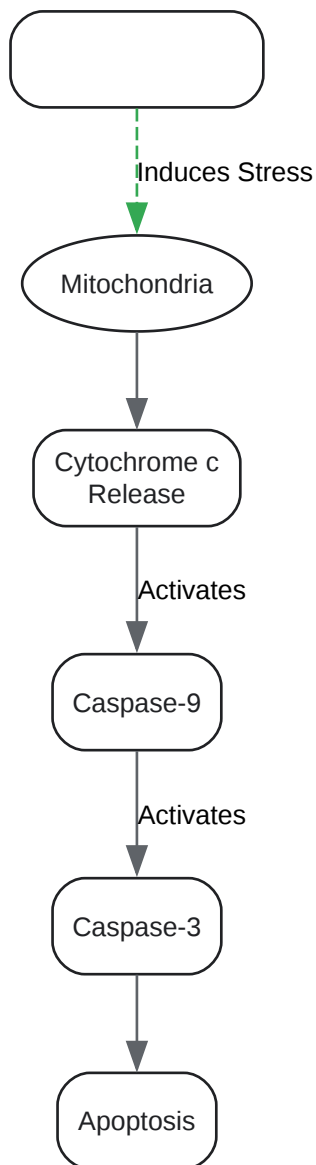 Induces Stress
Mitochondria
Cytochrome c
Release
Activates
Caspase-9
Activates
Caspase-3
Apoptosis